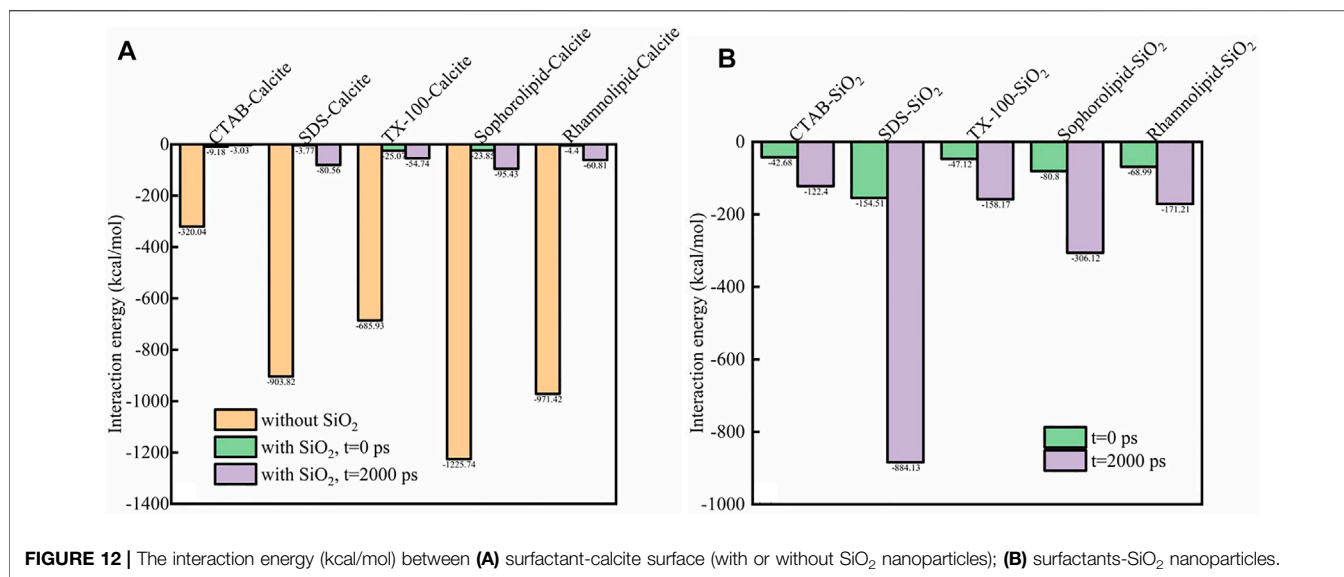 A
CTAB-Calcite
SDS-Calcite
TX-100-Calcite
Sophorolipid-Calcite
Rhamnolipid-Calcite
Interaction energy (kcal/mol)
0
-200
-400
-600
-800
-1000
-1200
-1400
-320.04
-9.18
-3.03
-903.82
-3.77
-80.56
-685.93
-25.07
-54.74
-1225.74
-23.85
-95.43
-971.42
-4.4
-60.81
without SiO₂
with SiO₂, t=0 ps
with SiO₂, t=2000 ps
B
CTAB-SiO₂
SDS-SiO₂
TX-100-SiO₂
Sophorolipid-SiO₂
Rhamnolipid-SiO₂
Interaction energy (kcal/mol)
0
-200
-400
-600
-800
-1000
-42.68
-122.4
-154.51
-884.13
-47.12
-158.17
-80.8
-306.12
-68.99
-171.21
t=0 ps
t=2000 ps
FIGURE 12 | The interaction energy (kcal/mol) between (A) surfactant-calcite surface (with or without SiO₂ nanoparticles); (B) surfactants-SiO₂ nanoparticles.